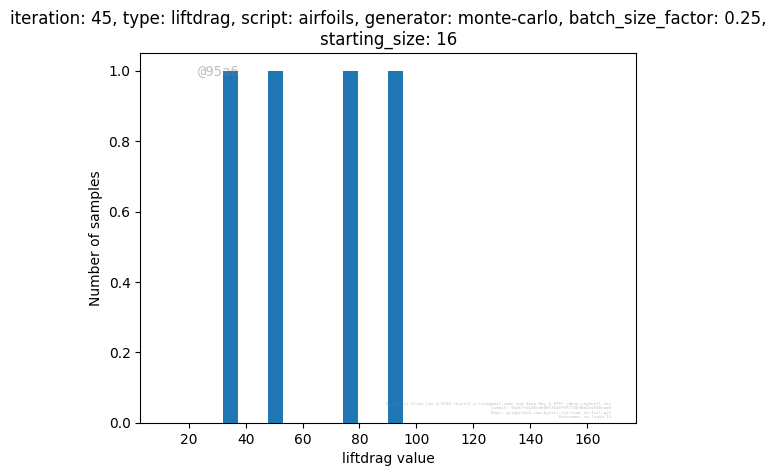 iteration: 45, type: liftdrag, script: airfoils, generator: monte-carlo, batch_size_factor: 0.25,
starting_size: 16
@95a6
1.0
0.8
0.6
0.4
0.2
0.0
Number of samples
20 40 60 80 100 120 140 160
liftdrag value